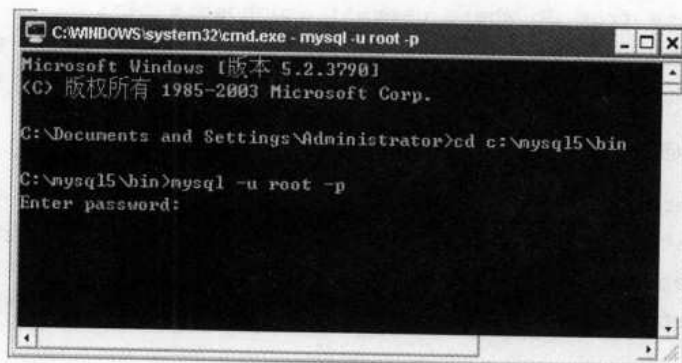 C:\WINDOWS\system32\cmd.exe - mysql -u root -p
Microsoft Windows [版本 5.2.3790]
(C) 版权所有 1985-2003 Microsoft Corp.
C:\Documents and Settings\Administrator>cd c:\mysql5\bin
C:\mysql5\bin>mysql -u root -p
Enter password: